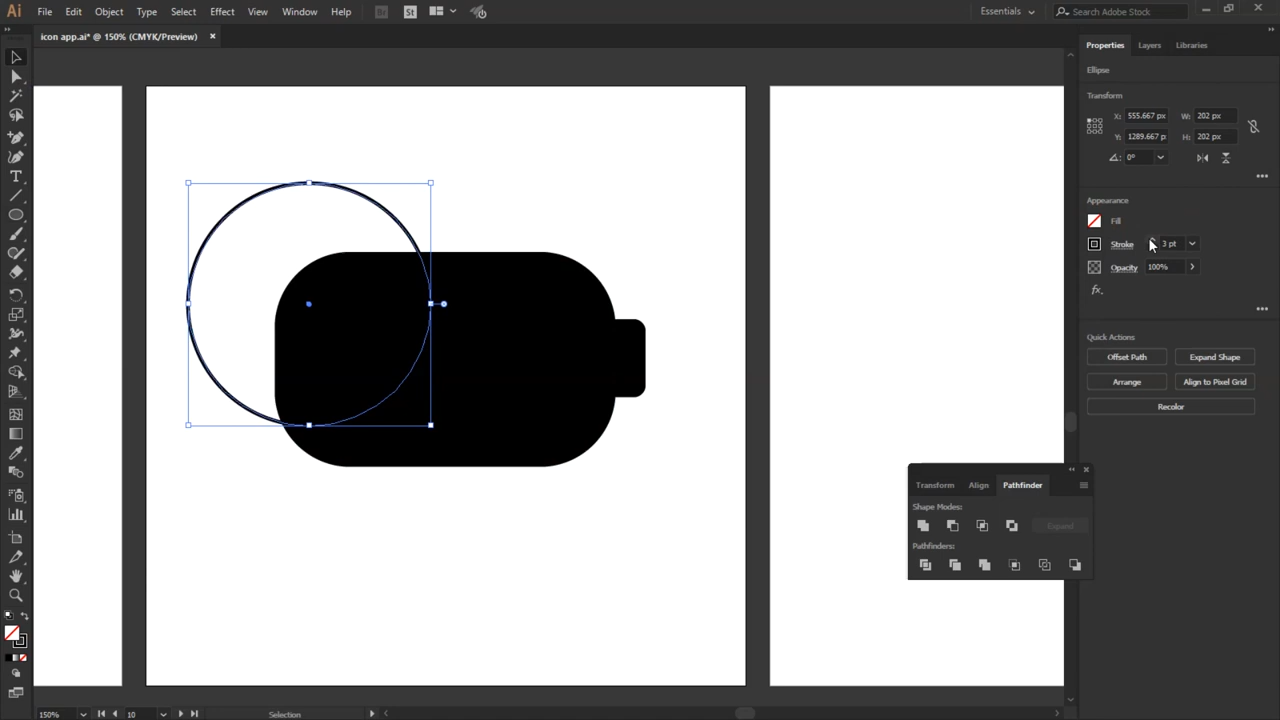 Ai File Edit Object Type Select Effect View Window Help Br St Essentials Search Adobe Stock
icon app.ai* @ 150% (CMYK/Preview)
Properties Layers Libraries
Ellipse
Transform
X: 555.667 px W: 202 px
Y: 1289.667 px H: 202 px
0°
Appearance
Fill
Stroke 3 pt
Opacity 100%
fx.
Quick Actions
Offset Path Expand Shape
Arrange Align to Pixel Grid
Recolor
Transform Align Pathfinder
Shape Modes:
Expand
Pathfinders:
150% 10 Selection